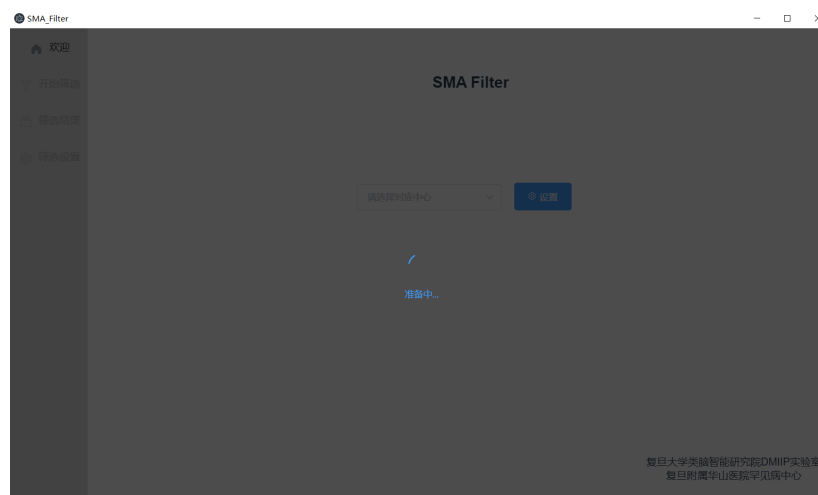 SMA_Filter
欢迎
开始筛选
筛选结果
筛选设置
SMA Filter
请选择对应中心
设置
准备中...
复旦大学类脑智能研究院DMIIP实验室
复旦附属华山医院罕见病中心